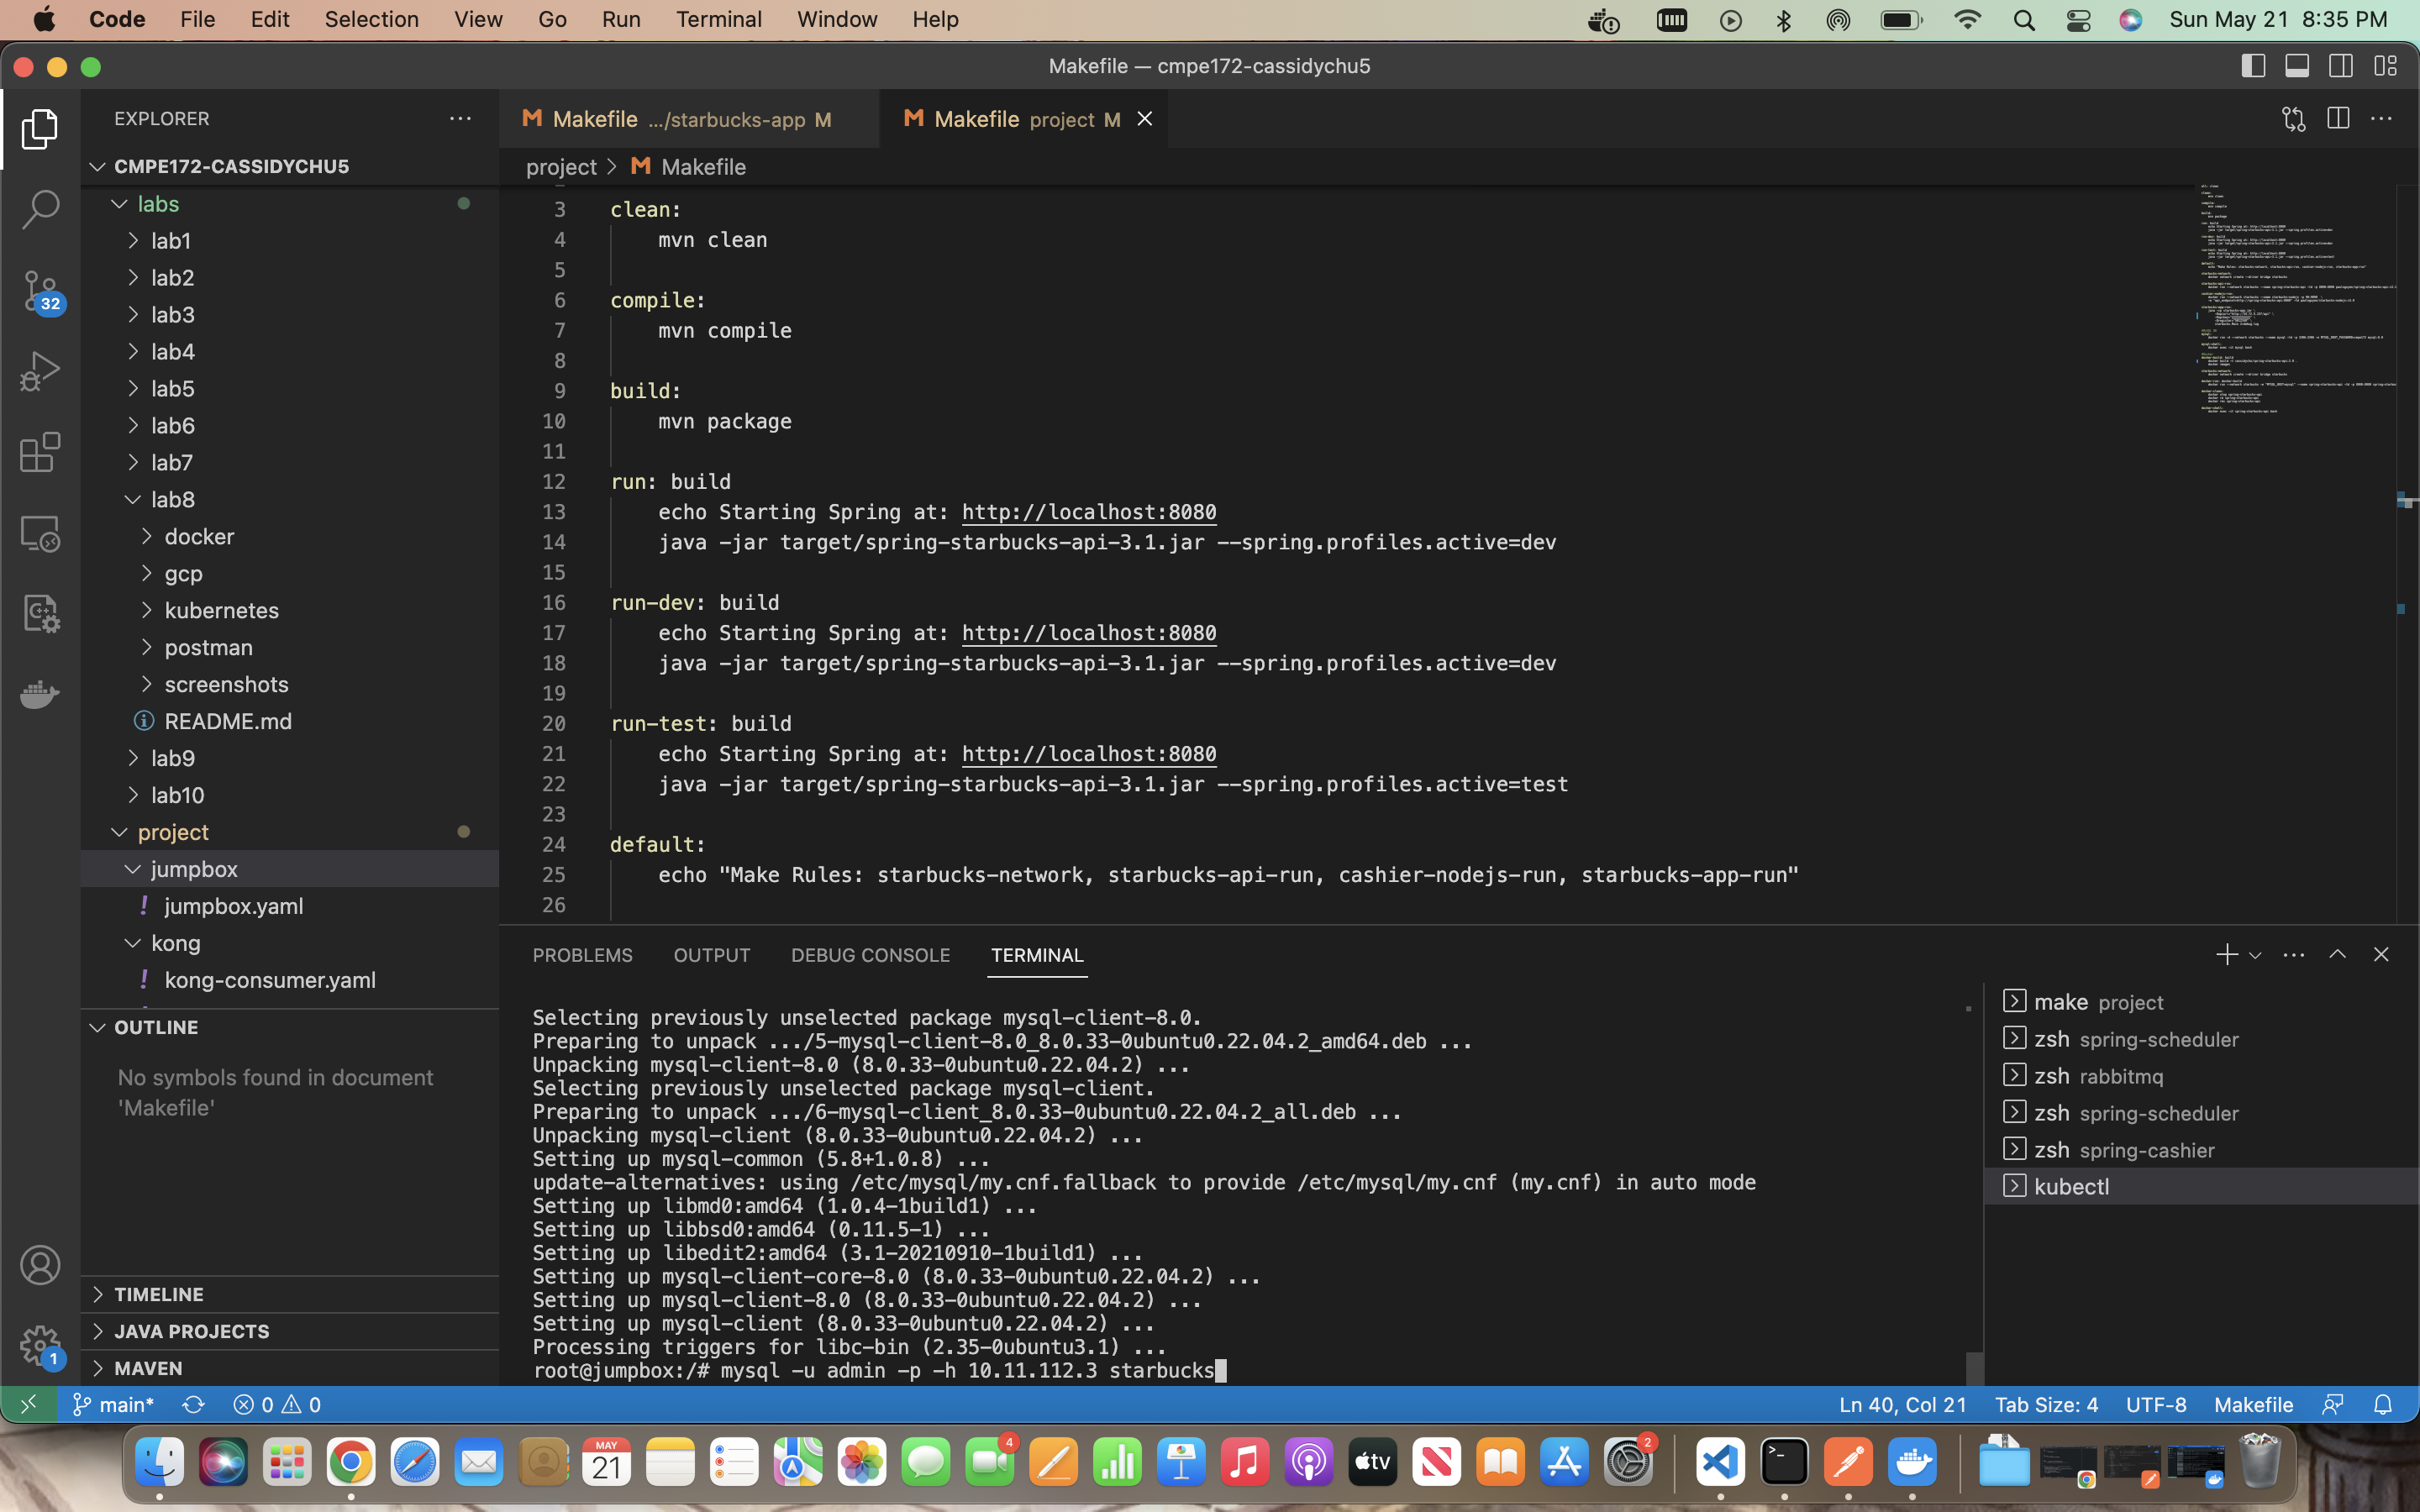 Code File Edit Selection View Go Run Terminal Window Help Sun May 21 8:35 PM
Makefile — cmpe172-cassidychu5
EXPLORER
CMPE172-CASSIDYCHU5
labs
lab1
lab2
lab3
lab4
lab5
lab6
lab7
lab8
docker
gcp
kubernetes
postman
screenshots
README.md
lab9
lab10
project
jumpbox
! jumpbox.yaml
kong
! kong-consumer.yaml
OUTLINE
No symbols found in document
'Makefile'
TIMELINE
JAVA PROJECTS
MAVEN
32
1
M Makefile .../starbucks-app M
M Makefile project M
project > M Makefile
3 clean:
4 mvn clean
5
6 compile:
7 mvn compile
8
9 build:
10 mvn package
11
12 run: build
13 echo Starting Spring at: http://localhost:8080
14 java -jar target/spring-starbucks-api-3.1.jar --spring.profiles.active=dev
15
16 run-dev: build
17 echo Starting Spring at: http://localhost:8080
18 java -jar target/spring-starbucks-api-3.1.jar --spring.profiles.active=dev
19
20 run-test: build
21 echo Starting Spring at: http://localhost:8080
22 java -jar target/spring-starbucks-api-3.1.jar --spring.profiles.active=test
23
24 default:
25 echo "Make Rules: starbucks-network, starbucks-api-run, cashier-nodejs-run, starbucks-app-run"
26
PROBLEMS OUTPUT DEBUG CONSOLE TERMINAL
Selecting previously unselected package mysql-client-8.0.
Preparing to unpack .../5-mysql-client-8.0_8.0.33-0ubuntu0.22.04.2_amd64.deb ...
Unpacking mysql-client-8.0 (8.0.33-0ubuntu0.22.04.2) ...
Selecting previously unselected package mysql-client.
Preparing to unpack .../6-mysql-client_8.0.33-0ubuntu0.22.04.2_all.deb ...
Unpacking mysql-client (8.0.33-0ubuntu0.22.04.2) ...
Setting up mysql-common (5.8+1.0.8) ...
update-alternatives: using /etc/mysql/my.cnf.fallback to provide /etc/mysql/my.cnf (my.cnf) in auto mode
Setting up libmd0:amd64 (1.0.4-1build1) ...
Setting up libbsd0:amd64 (0.11.5-1) ...
Setting up libedit2:amd64 (3.1-20210910-1build1) ...
Setting up mysql-client-core-8.0 (8.0.33-0ubuntu0.22.04.2) ...
Setting up mysql-client-8.0 (8.0.33-0ubuntu0.22.04.2) ...
Setting up mysql-client (8.0.33-0ubuntu0.22.04.2) ...
Processing triggers for libc-bin (2.35-0ubuntu3.1) ...
root@jumpbox:/# mysql -u admin -p -h 10.11.112.3 starbucks
make project
zsh spring-scheduler
zsh rabbitmq
zsh spring-scheduler
zsh spring-cashier
kubectl
main* 0 0 Ln 40, Col 21 Tab Size: 4 UTF-8 Makefile
MAY
21
4
tv
2